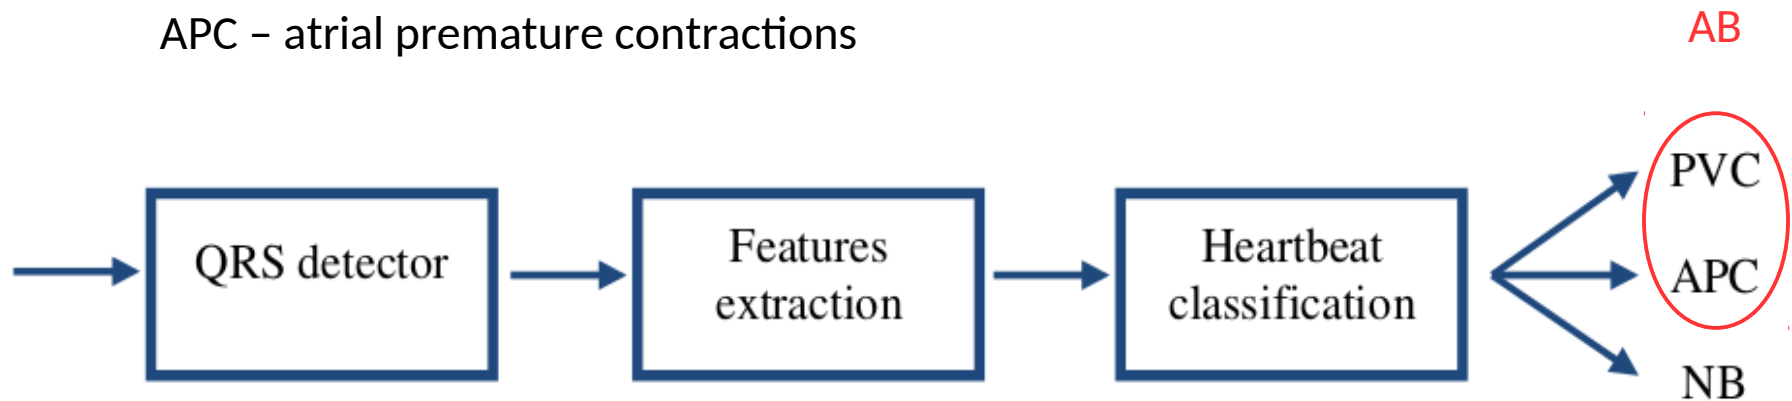 APC – atrial premature contractions
AB
QRS detector
Features
extraction
Heartbeat
classification
PVC
APC
NB